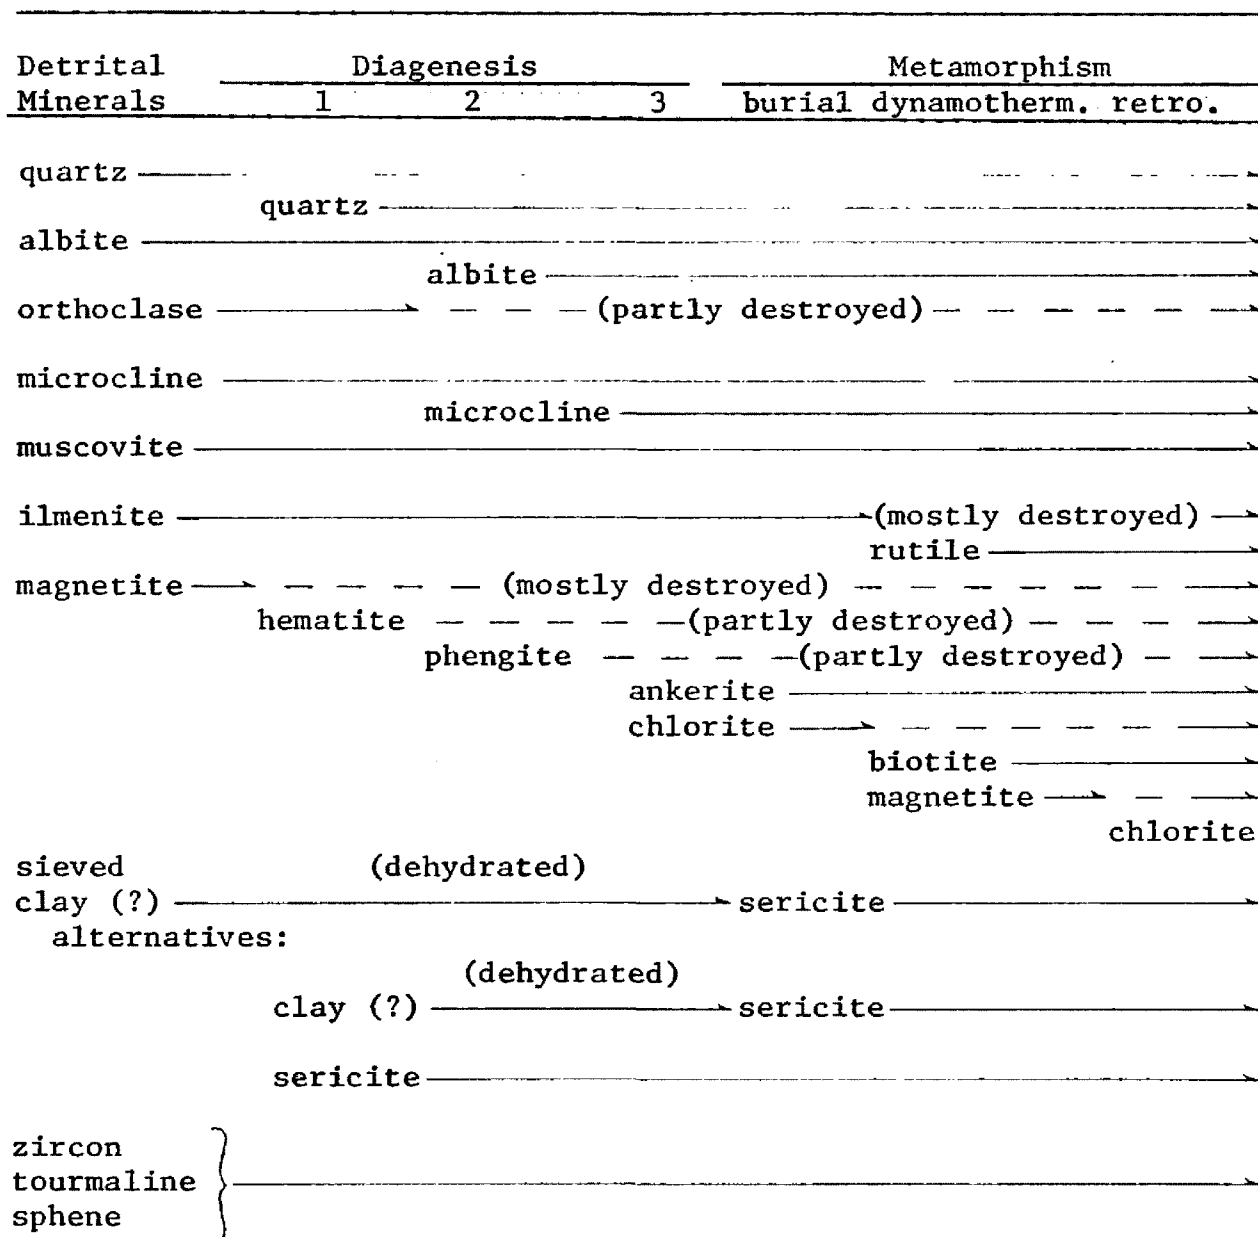 Detrital Diagenesis Metamorphism
Minerals 1 2 3 burial dynamotherm. retro.
quartz
quartz
albite
albite
orthoclase (partly destroyed)
microcline
microcline
muscovite
ilmenite (mostly destroyed)
rutile
magnetite (mostly destroyed)
hematite (partly destroyed)
phengite (partly destroyed)
ankerite
chlorite
biotite
magnetite
chlorite
sieved (dehydrated)
clay (?) sericite
alternatives:
(dehydrated)
clay (?) sericite
sericite
zircon
tourmaline
sphene